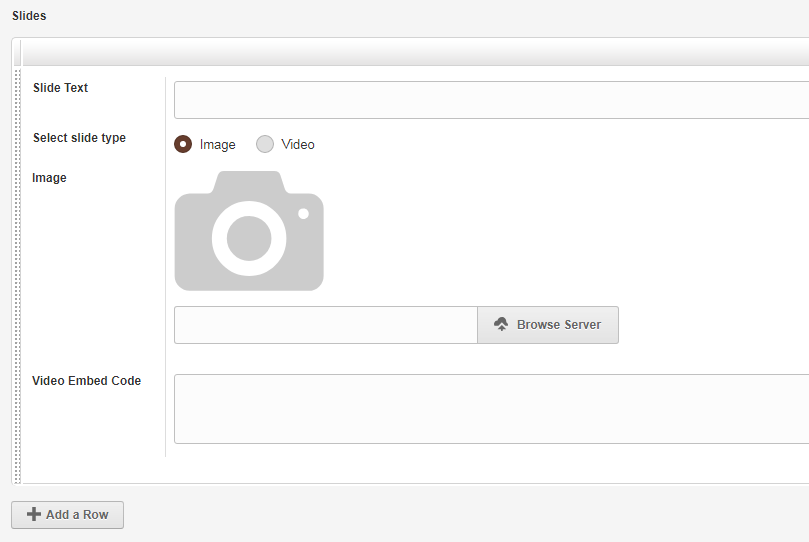 Slides
Slide Text
Select slide type
Image
Video
Image
Browse Server
Video Embed Code
Add a Row